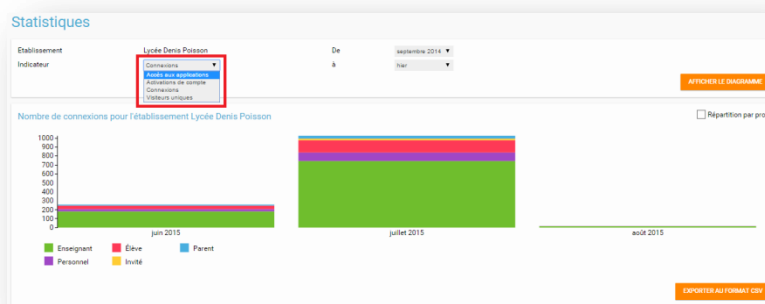 Statistiques
Etablissement Lycée Denis Poisson De septembre 2014
Indicateur Connexions à hier
Accès aux applications
Activations de compte
Connexions
Visiteurs uniques
AFFICHER LE DIAGRAMME
Nombre de connexions pour l'établissement Lycée Denis Poisson
Répartition par pro
1000
900
800
700
600
500
400
300
200
100
0
juin 2015 juillet 2015 août 2015
Enseignant Élève Parent
Personnel Invité
EXPORTER AU FORMAT CSV